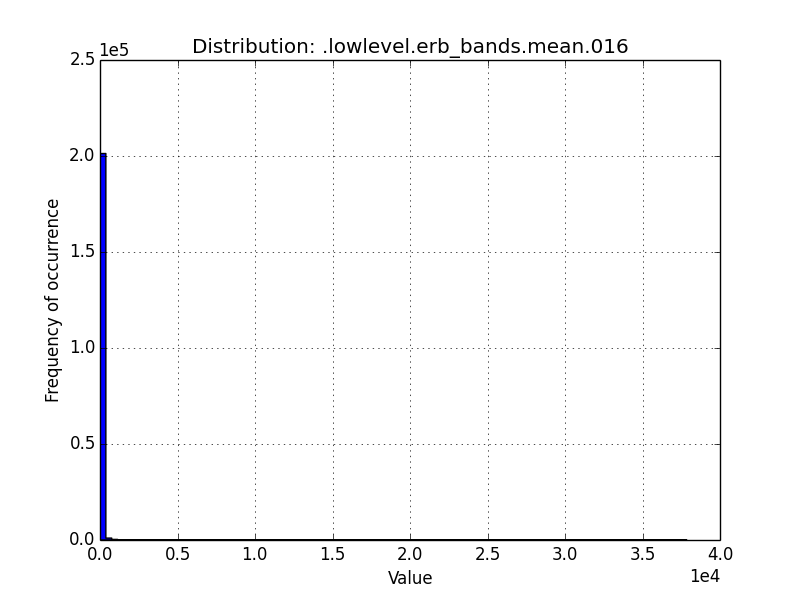 Distribution: .lowlevel.erb_bands.mean.016
1e5
2.5
2.0
1.5
1.0
0.5
0.0
Frequency of occurrence
0.0 0.5 1.0 1.5 2.0 2.5 3.0 3.5 4.0
Value
1e4